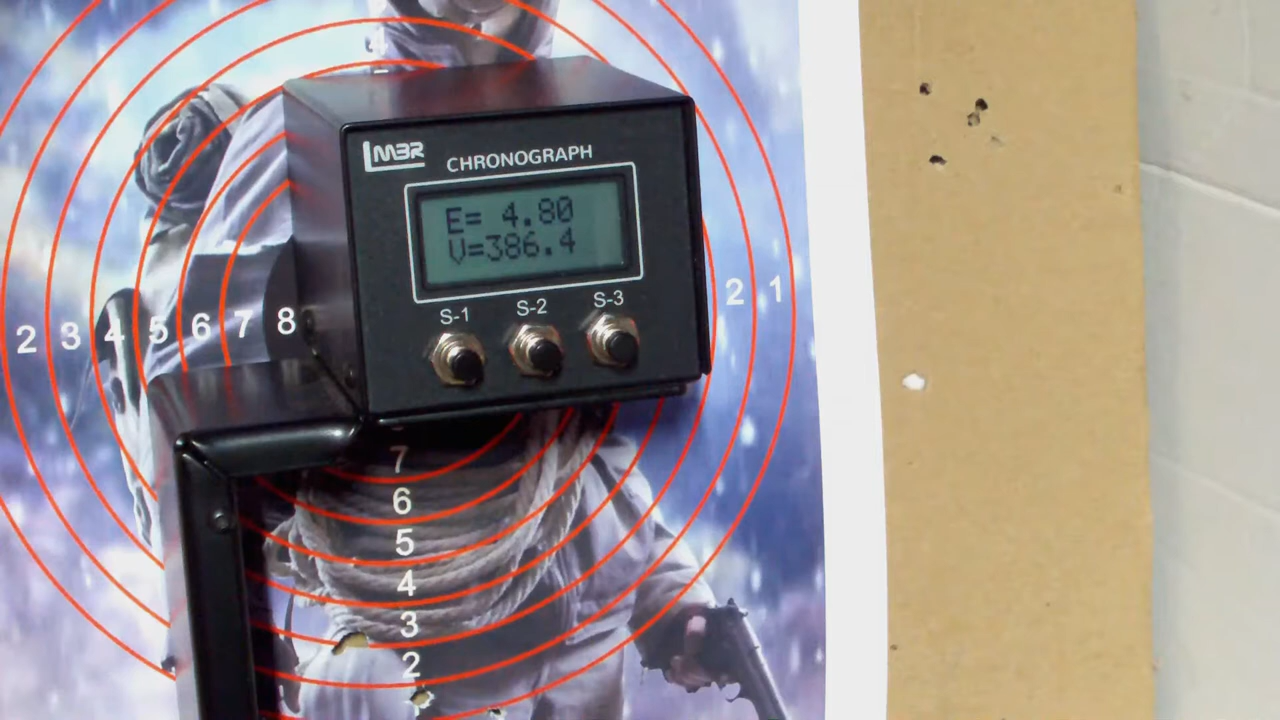 LMBR
CHRONOGRAPH
E= 4.80
V=386.4
S-1 S-2 S-3
2 3 4 5 6 7 8
2 1
7
6
5
4
3
2